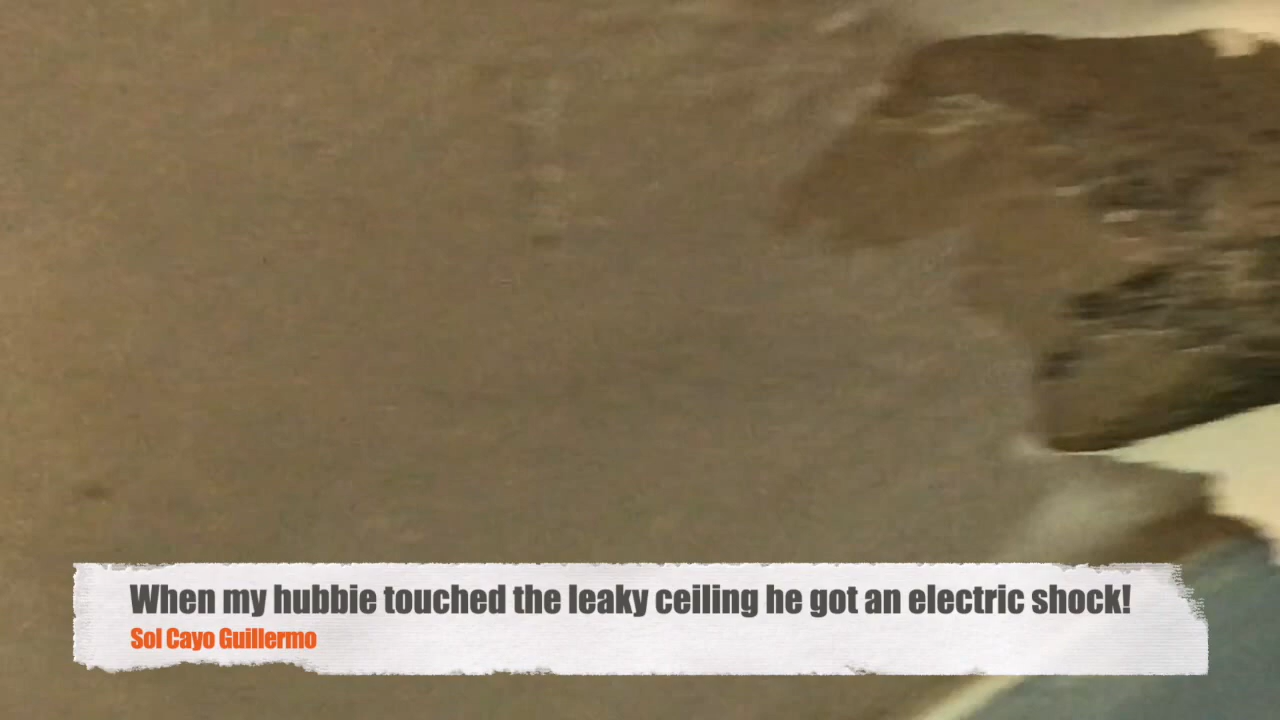 When my hubbie touched the leaky ceiling he got an electric shock!
Sol Cayo Guillermo